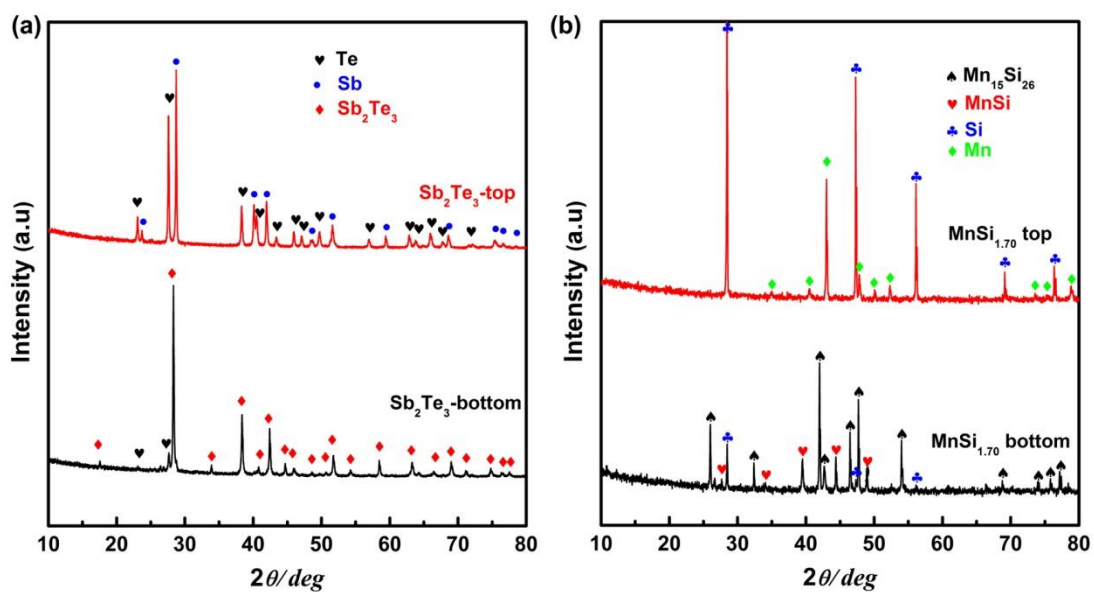 (a)
♥ Te
● Sb
♦ Sb₂Te₃
Sb₂Te₃-top
Sb₂Te₃-bottom
Intensity (a.u)
10 20 30 40 50 60 70 80
2θ/ deg
(b)
♠ Mn₁₅Si₂₆
♥ MnSi
♣ Si
♦ Mn
MnSi₁.₇₀ top
MnSi₁.₇₀ bottom
Intensity (a.u)
10 20 30 40 50 60 70 80
2θ/ deg